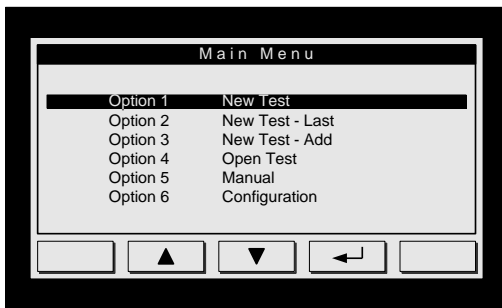 Main Menu
Option 1 New Test
Option 2 New Test - Last
Option 3 New Test - Add
Option 4 Open Test
Option 5 Manual
Option 6 Configuration